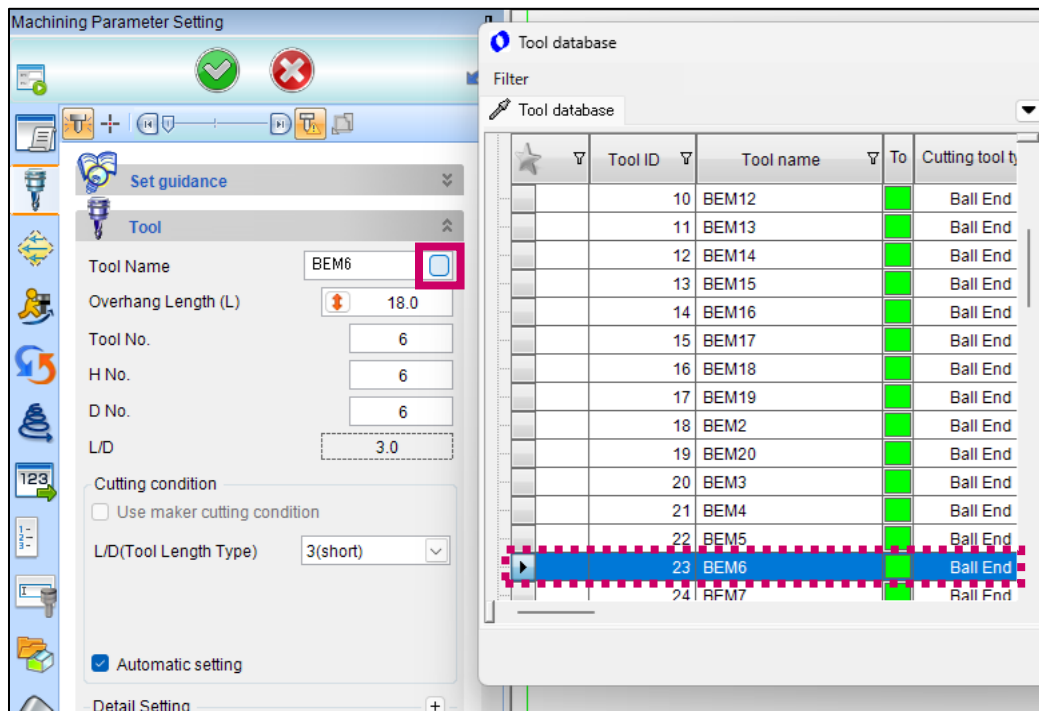 Machining Parameter Setting
Set guidance
Tool
Tool Name BEM6
Overhang Length (L) 18.0
Tool No. 6
H No. 6
D No. 6
L/D 3.0
Cutting condition
Use maker cutting condition
L/D(Tool Length Type) 3(short)
Automatic setting
Detail Setting +
123
Tool database
Filter
Tool database
Tool ID Tool name To Cutting tool ty
10 BEM12 Ball End
11 BEM13 Ball End
12 BEM14 Ball End
13 BEM15 Ball End
14 BEM16 Ball End
15 BEM17 Ball End
16 BEM18 Ball End
17 BEM19 Ball End
18 BEM2 Ball End
19 BEM20 Ball End
20 BEM3 Ball End
21 BEM4 Ball End
22 BEM5 Ball End
23 BEM6 Ball End
24 BEM7 Ball End